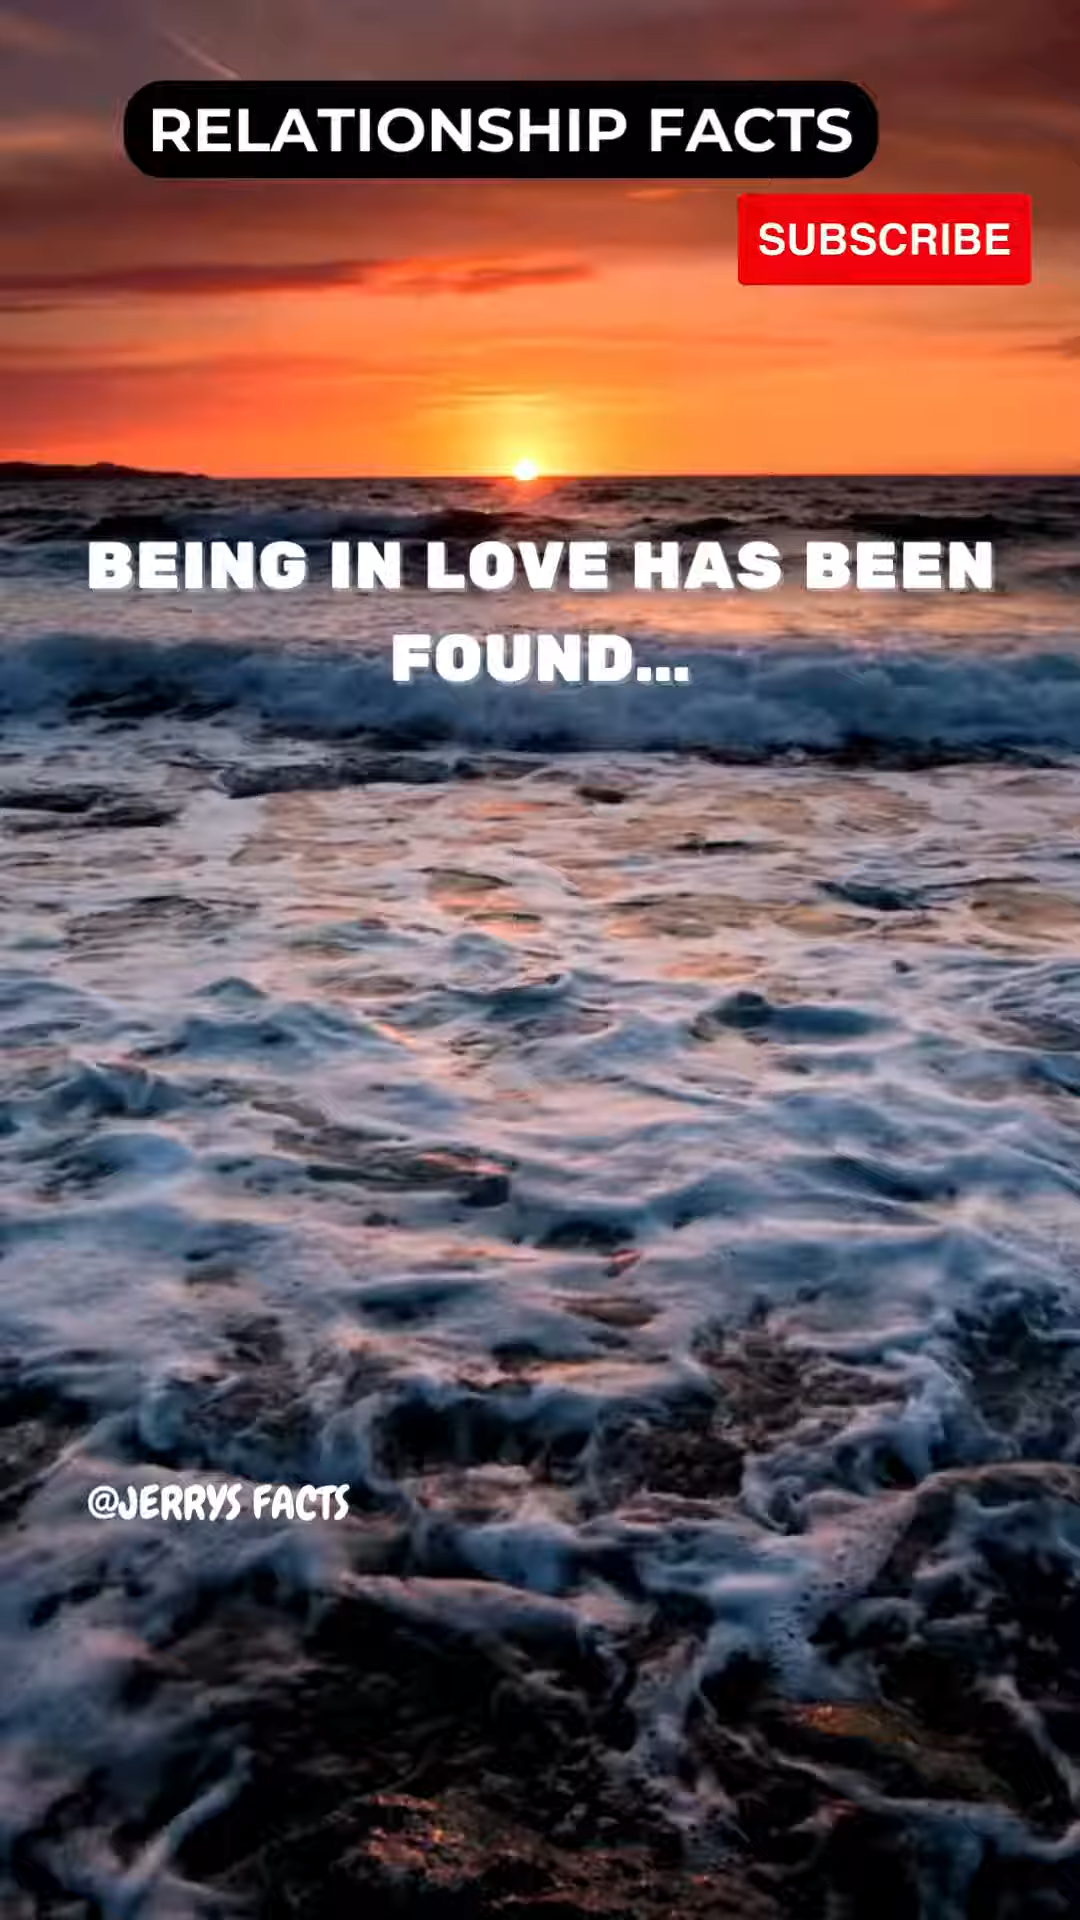 RELATIONSHIP FACTS
SUBSCRIBE
BEING IN LOVE HAS BEEN
FOUND...
@JERRYS FACTS